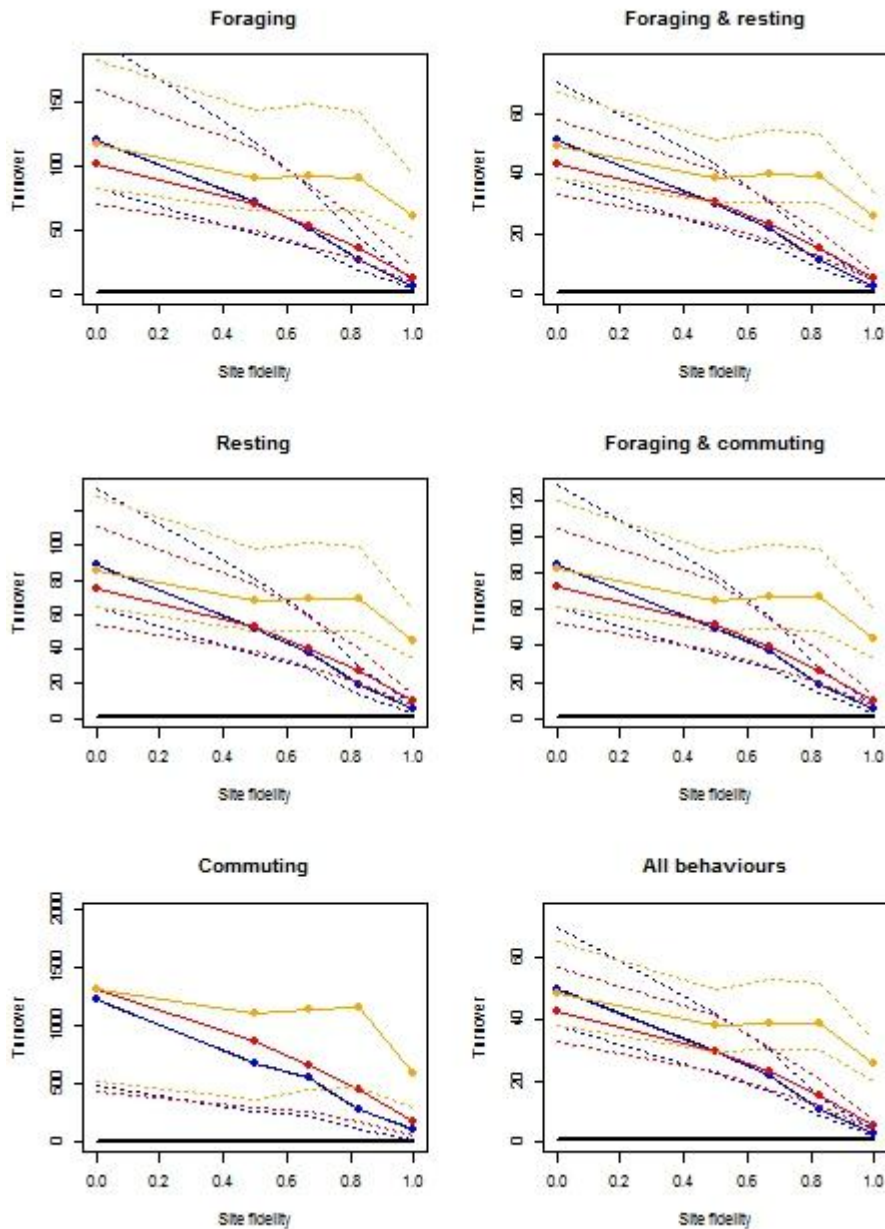 Foraging
Foraging & resting
Turnover
150
100
50
0
Turnover
60
40
20
0
0.0 0.2 0.4 0.6 0.8 1.0
0.0 0.2 0.4 0.6 0.8 1.0
Site fidelity
Site fidelity
Resting
Foraging & commuting
Turnover
100
80
60
40
20
0
Turnover
120
100
80
60
40
20
0
0.0 0.2 0.4 0.6 0.8 1.0
0.0 0.2 0.4 0.6 0.8 1.0
Site fidelity
Site fidelity
Commuting
All behaviours
Turnover
2000
1500
1000
500
0
Turnover
60
40
20
0
0.0 0.2 0.4 0.6 0.8 1.0
0.0 0.2 0.4 0.6 0.8 1.0
Site fidelity
Site fidelity